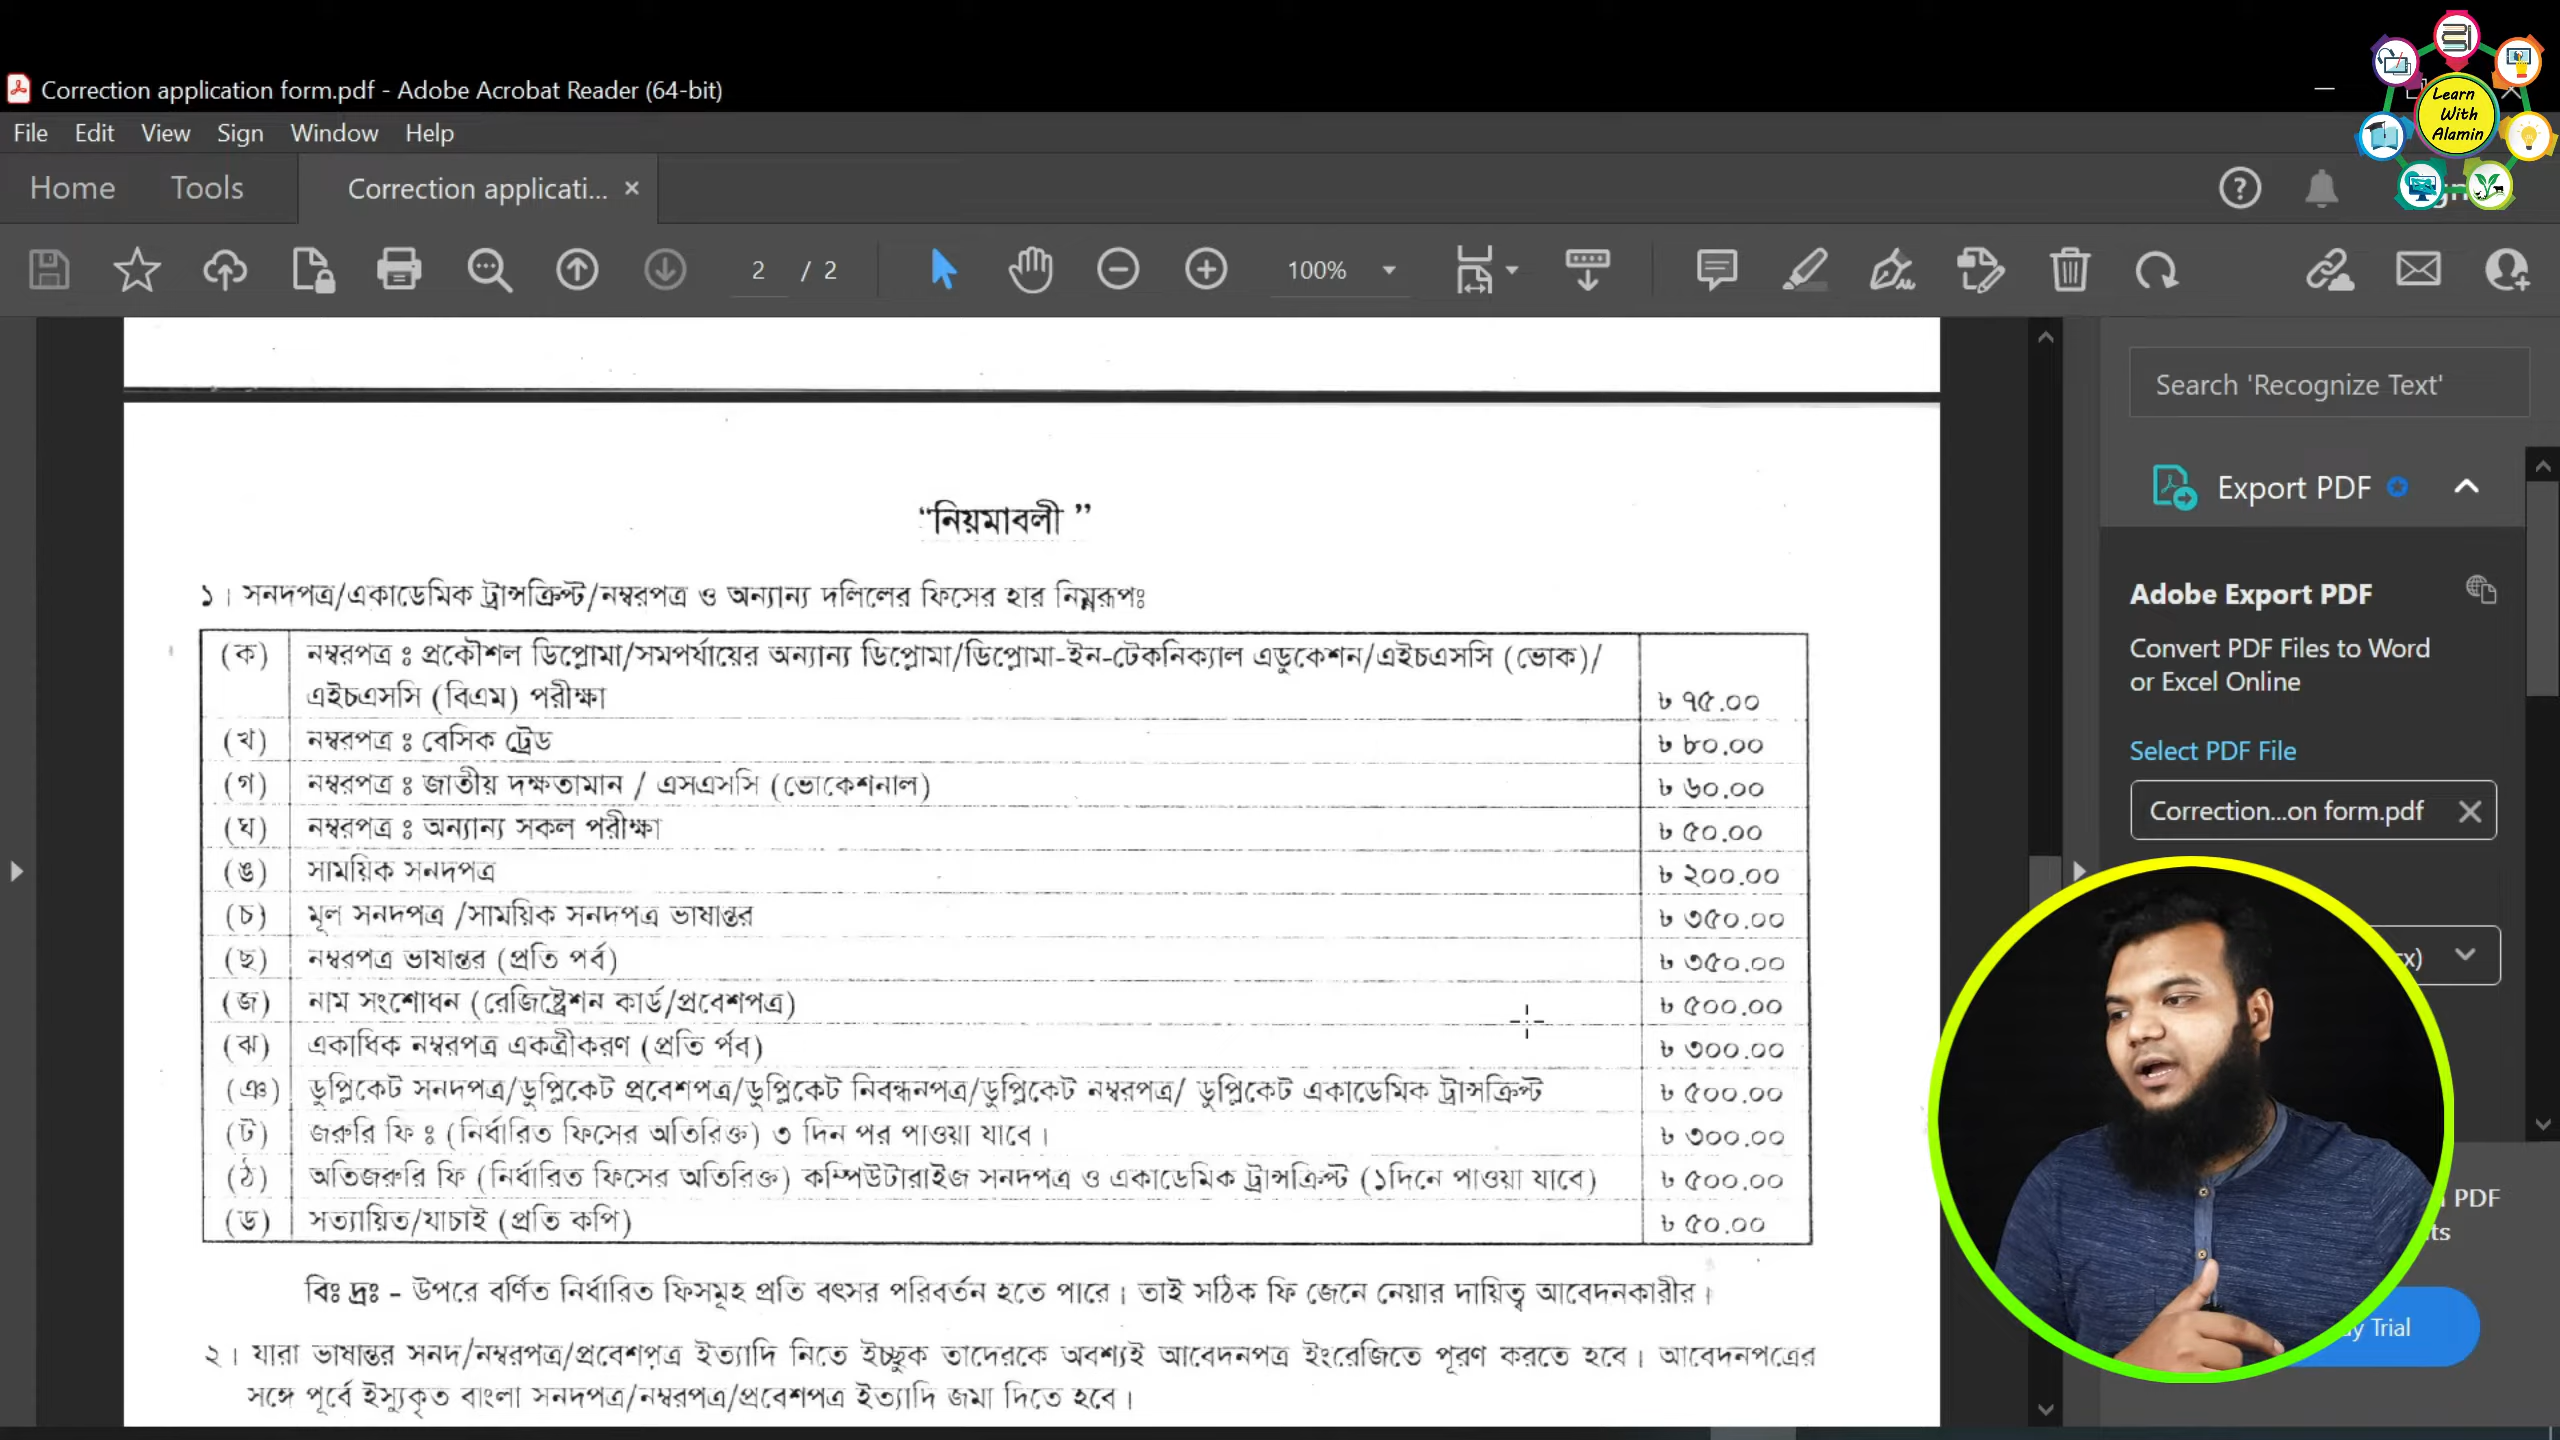 Learn
With
Alamin
Correction application form.pdf - Adobe Acrobat Reader (64-bit)
File Edit View Sign Window Help
Home Tools Correction applicati...
2 / 2 100%
Search 'Recognize Text'
Export PDF
Adobe Export PDF
Convert PDF Files to Word
or Excel Online
Select PDF File
Correction...on form.pdf
cx)
PDF
ts
Trial
“নিয়মাবলী ”
১। সনদপত্র/একাডেমিক ট্রান্সক্রিপ্ট/নম্বরপত্র ও অন্যান্য দলিলের ফিসের হার নিম্নরূপঃ
(ক) নম্বরপত্র ঃ প্রকৌশল ডিপ্লোমা/সমপর্যায়ের অন্যান্য ডিপ্লোমা/ডিপ্লোমা-ইন-টেকনিক্যাল এডুকেশন/এইচএসসি (ভোক)/
এইচএসসি (বিএম) পরীক্ষা ৳ ৭৫.০০
(খ) নম্বরপত্র ঃ বেসিক ট্রেড ৳ ৮০.০০
(গ) নম্বরপত্র ঃ জাতীয় দক্ষতামান / এসএসসি (ভোকেশনাল) ৳ ৬০.০০
(ঘ) নম্বরপত্র ঃ অন্যান্য সকল পরীক্ষা ৳ ৫০.০০
(ঙ) সাময়িক সনদপত্র ৳ ২০০.০০
(চ) মূল সনদপত্র /সাময়িক সনদপত্র ভাষান্তর ৳ ৩৫০.০০
(ছ) নম্বরপত্র ভাষান্তর (প্রতি পর্ব) ৳ ৩৫০.০০
(জ) নাম সংশোধন (রেজিষ্ট্রেশন কার্ড/প্রবেশপত্র) ৳ ৫০০.০০
(ঝ) একাধিক নম্বরপত্র একত্রীকরণ (প্রতি র্পব) ৳ ৩০০.০০
(ঞ) ডুপ্লিকেট সনদপত্র/ডুপ্লিকেট প্রবেশপত্র/ডুপ্লিকেট নিবন্ধনপত্র/ডুপ্লিকেট নম্বরপত্র/ ডুপ্লিকেট একাডেমিক ট্রান্সক্রিপ্ট ৳ ৫০০.০০
(ট) জরুরি ফি ঃ (নির্ধারিত ফিসের অতিরিক্ত) ৩ দিন পর পাওয়া যাবে। ৳ ৩০০.০০
(ঠ) অতিজরুরি ফি (নির্ধারিত ফিসের অতিরিক্ত) কম্পিউটারাইজ সনদপত্র ও একাডেমিক ট্রান্সক্রিপ্ট (১দিনে পাওয়া যাবে) ৳ ৫০০.০০
(ড) সত্যায়িত/যাচাই (প্রতি কপি) ৳ ৫০.০০
বিঃ দ্রঃ - উপরে বর্ণিত নির্ধারিত ফিসমূহ প্রতি বৎসর পরিবর্তন হতে পারে। তাই সঠিক ফি জেনে নেয়ার দায়িত্ব আবেদনকারীর।
২। যারা ভাষান্তর সনদ/নম্বরপত্র/প্রবেশপত্র ইত্যাদি নিতে ইচ্ছুক তাদেরকে অবশ্যই আবেদনপত্র ইংরেজিতে পূরণ করতে হবে। আবেদনপত্রের
সঙ্গে পূর্বে ইস্যুকৃত বাংলা সনদপত্র/নম্বরপত্র/প্রবেশপত্র ইত্যাদি জমা দিতে হবে।